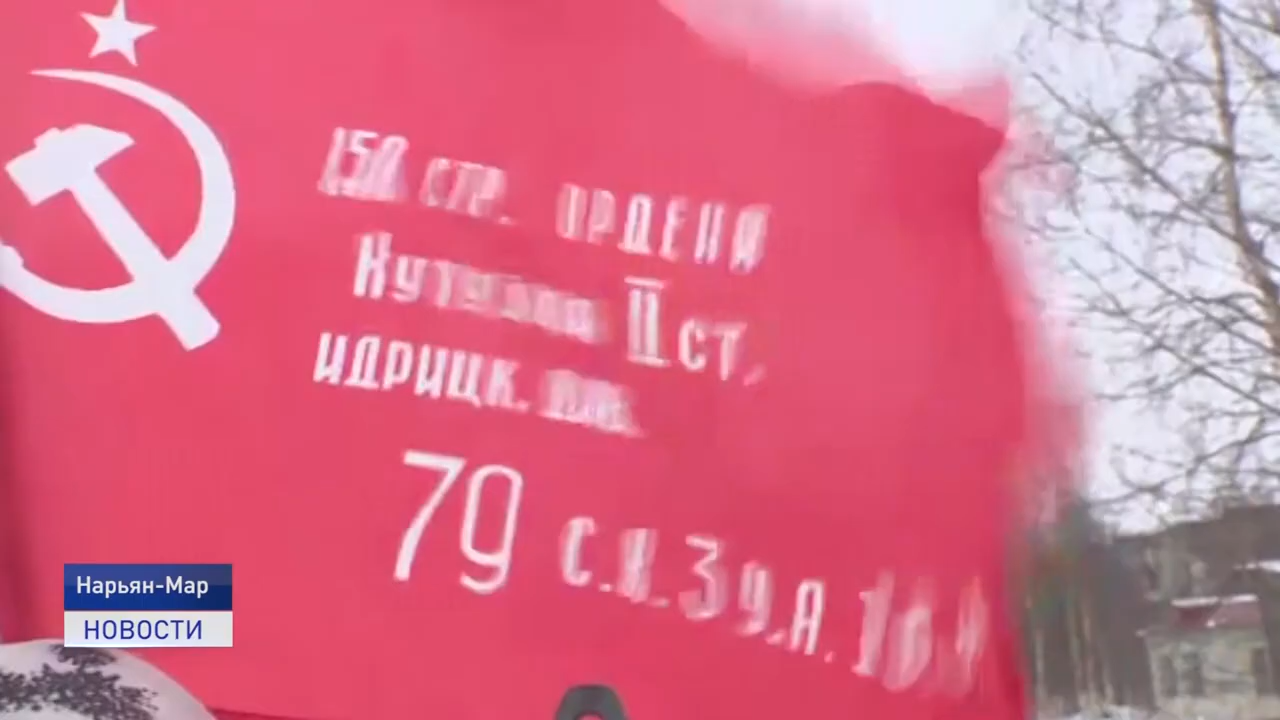 150 стр. ордена
Кутузова II ст.
идрицк. див.
79 С.К. 3 У.А. 1 Б.Ф.
Нарьян-Мар
НОВОСТИ